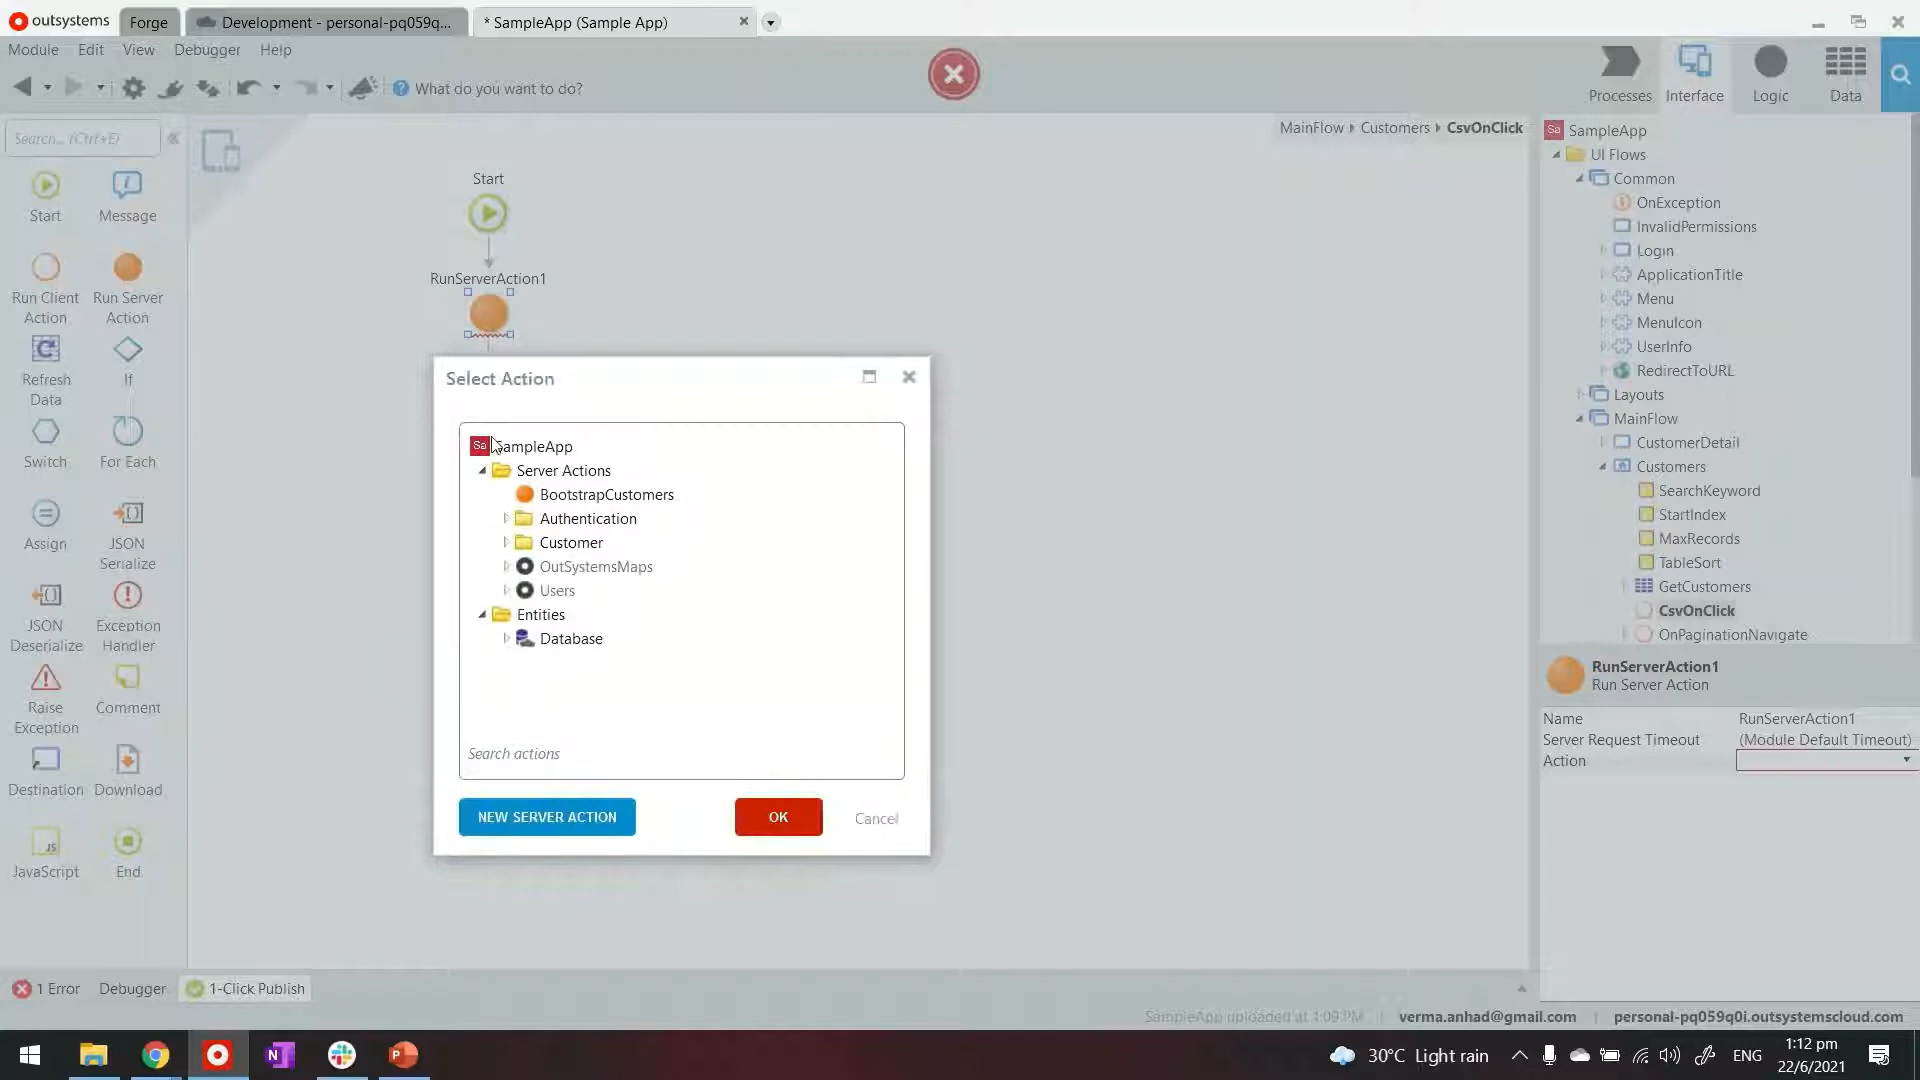 outsystems
Forge
Development - personal-pq059q...
* SampleApp (Sample App)
Module
Edit
View
Debugger
Help
What do you want to do?
Processes
Interface
Logic
Data
Search... (Ctrl+E)
MainFlow
Customers
CsvOnClick
Start
Message
Run Client
Action
Run Server
Action
Refresh
Data
If
Switch
For Each
Assign
JSON
Serialize
JSON
Deserialize
Exception
Handler
Raise
Exception
Comment
Destination
Download
JS
JavaScript
End
Start
RunServerAction1
Select Action
Sa
SampleApp
Server Actions
BootstrapCustomers
Authentication
Customer
OutSystemsMaps
Users
Entities
Database
Search actions
NEW SERVER ACTION
OK
Cancel
Sa
SampleApp
UI Flows
Common
OnException
InvalidPermissions
Login
ApplicationTitle
Menu
MenuIcon
UserInfo
RedirectToURL
Layouts
MainFlow
CustomerDetail
Customers
SearchKeyword
StartIndex
MaxRecords
TableSort
GetCustomers
CsvOnClick
OnPaginationNavigate
RunServerAction1
Run Server Action
Name
RunServerAction1
Server Request Timeout
(Module Default Timeout)
Action
1 Error
Debugger
1-Click Publish
SampleApp uploaded at 1:09 PM
verma.anhad@gmail.com
personal-pq059q0i.outsystemscloud.com
N
P
30°C Light rain
ENG
1:12 pm
22/6/2021